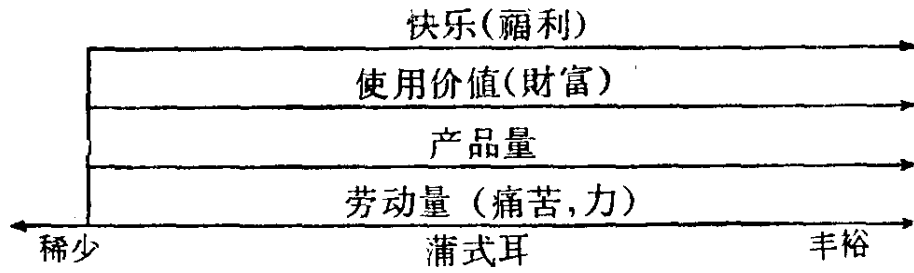 快乐(福利)
使用价值(財富)
产品量
劳动量 (痛苦,力)
稀少 蒲式耳 丰裕